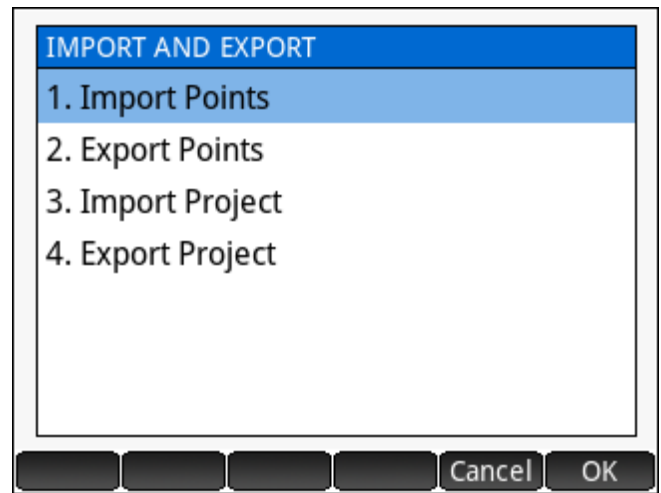 IMPORT AND EXPORT
1. Import Points
2. Export Points
3. Import Project
4. Export Project
Cancel OK